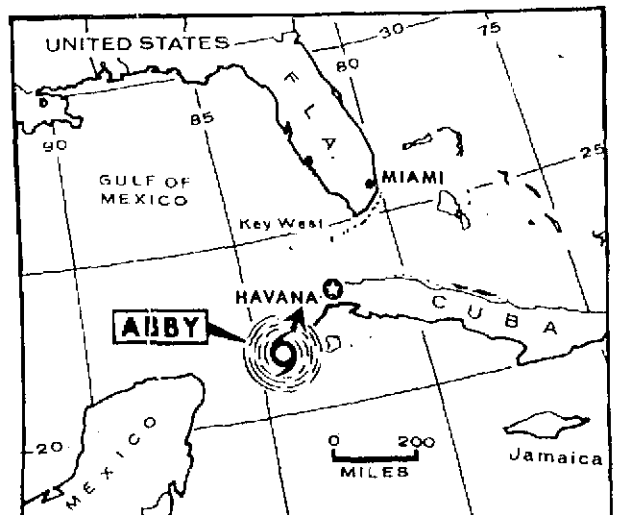 UNITED STATES
30
75
80
FLA.
85
90
GULF OF
MEXICO
MIAMI
25
Key West
HAVANA
CUBA
ABBY
20
0 200
MILES
Jamaica
MEXICO